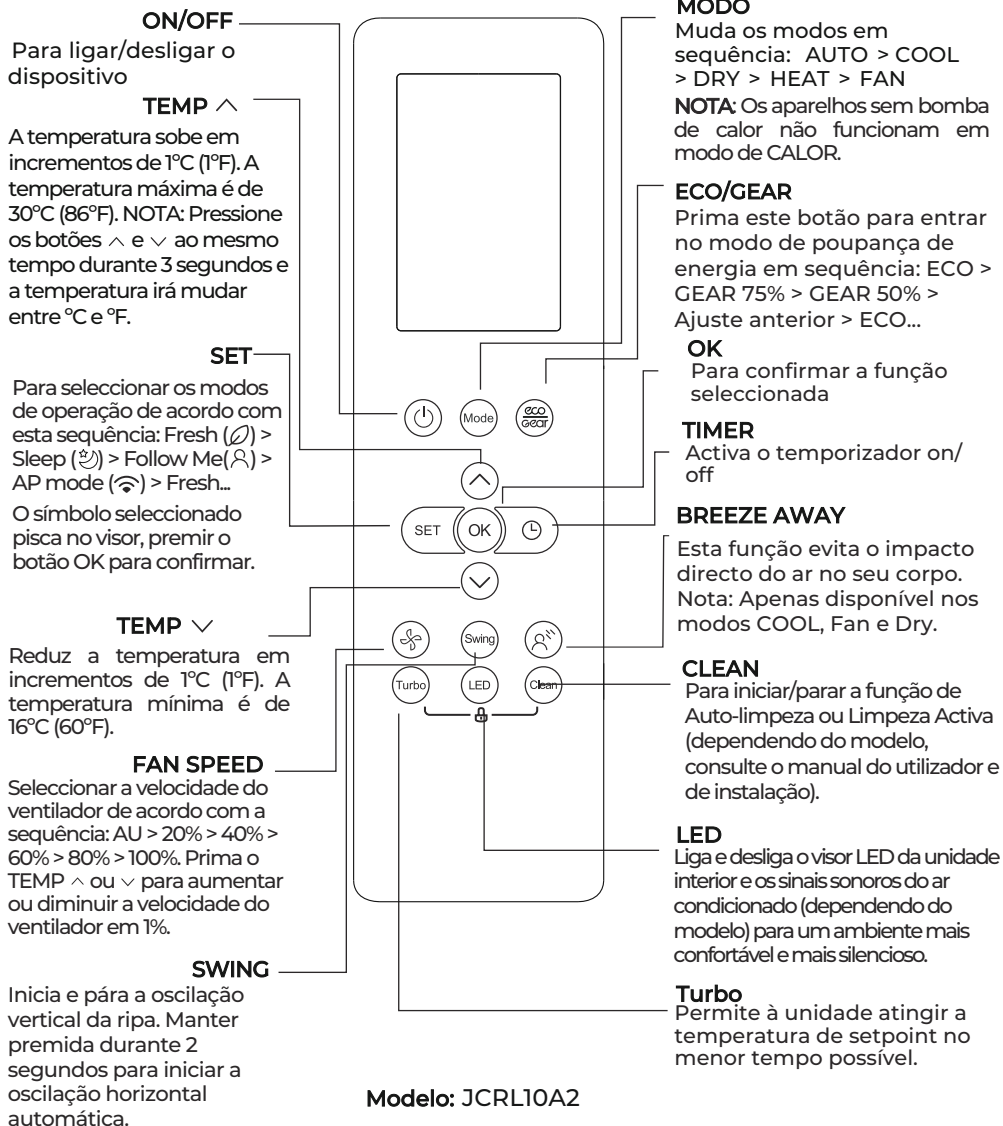 ON/OFF
Para ligar/desligar o
dispositivo
TEMP ^
A temperatura sobe em
incrementos de 1ºC (1ºF). A
temperatura máxima é de
30ºC (86ºF). NOTA: Pressione
os botões ^ e ∨ ao mesmo
tempo durante 3 segundos e
a temperatura irá mudar
entre ºC e ºF.
SET
Para seleccionar os modos
de operação de acordo com
esta sequência: Fresh () >
Sleep () > Follow Me() >
AP mode () > Fresh...
O símbolo seleccionado
pisca no visor, premir o
botão OK para confirmar.
TEMP ∨
Reduz a temperatura em
incrementos de 1ºC (1ºF). A
temperatura mínima é de
16ºC (60ºF).
FAN SPEED
Seleccionar a velocidade do
ventilador de acordo com a
sequência: AU > 20% > 40% >
60% > 80% > 100%. Prima o
TEMP ^ ou ∨ para aumentar
ou diminuir a velocidade do
ventilador em 1%.
SWING
Inicia e pára a oscilação
vertical da ripa. Manter
premida durante 2
segundos para iniciar a
oscilação horizontal
automática.
Mode
eco
Gear
SET
OK
Swing
Turbo
LED
Clean
Modelo: JCRL10A2
MODO
Muda os modos em
sequência: AUTO > COOL
> DRY > HEAT > FAN
NOTA: Os aparelhos sem bomba
de calor não funcionam em
modo de CALOR.
ECO/GEAR
Prima este botão para entrar
no modo de poupança de
energia em sequência: ECO >
GEAR 75% > GEAR 50% >
Ajuste anterior > ECO...
OK
Para confirmar a função
seleccionada
TIMER
Activa o temporizador on/
off
BREEZE AWAY
Esta função evita o impacto
directo do ar no seu corpo.
Nota: Apenas disponível nos
modos COOL, Fan e Dry.
CLEAN
Para iniciar/parar a função de
Auto-limpeza ou Limpeza Activa
(dependendo do modelo,
consulte o manual do utilizador e
de instalação).
LED
Liga e desliga o visor LED da unidade
interior e os sinais sonoros do ar
condicionado (dependendo do
modelo) para um ambiente mais
confortável e mais silencioso.
Turbo
Permite à unidade atingir a
temperatura de setpoint no
menor tempo possível.